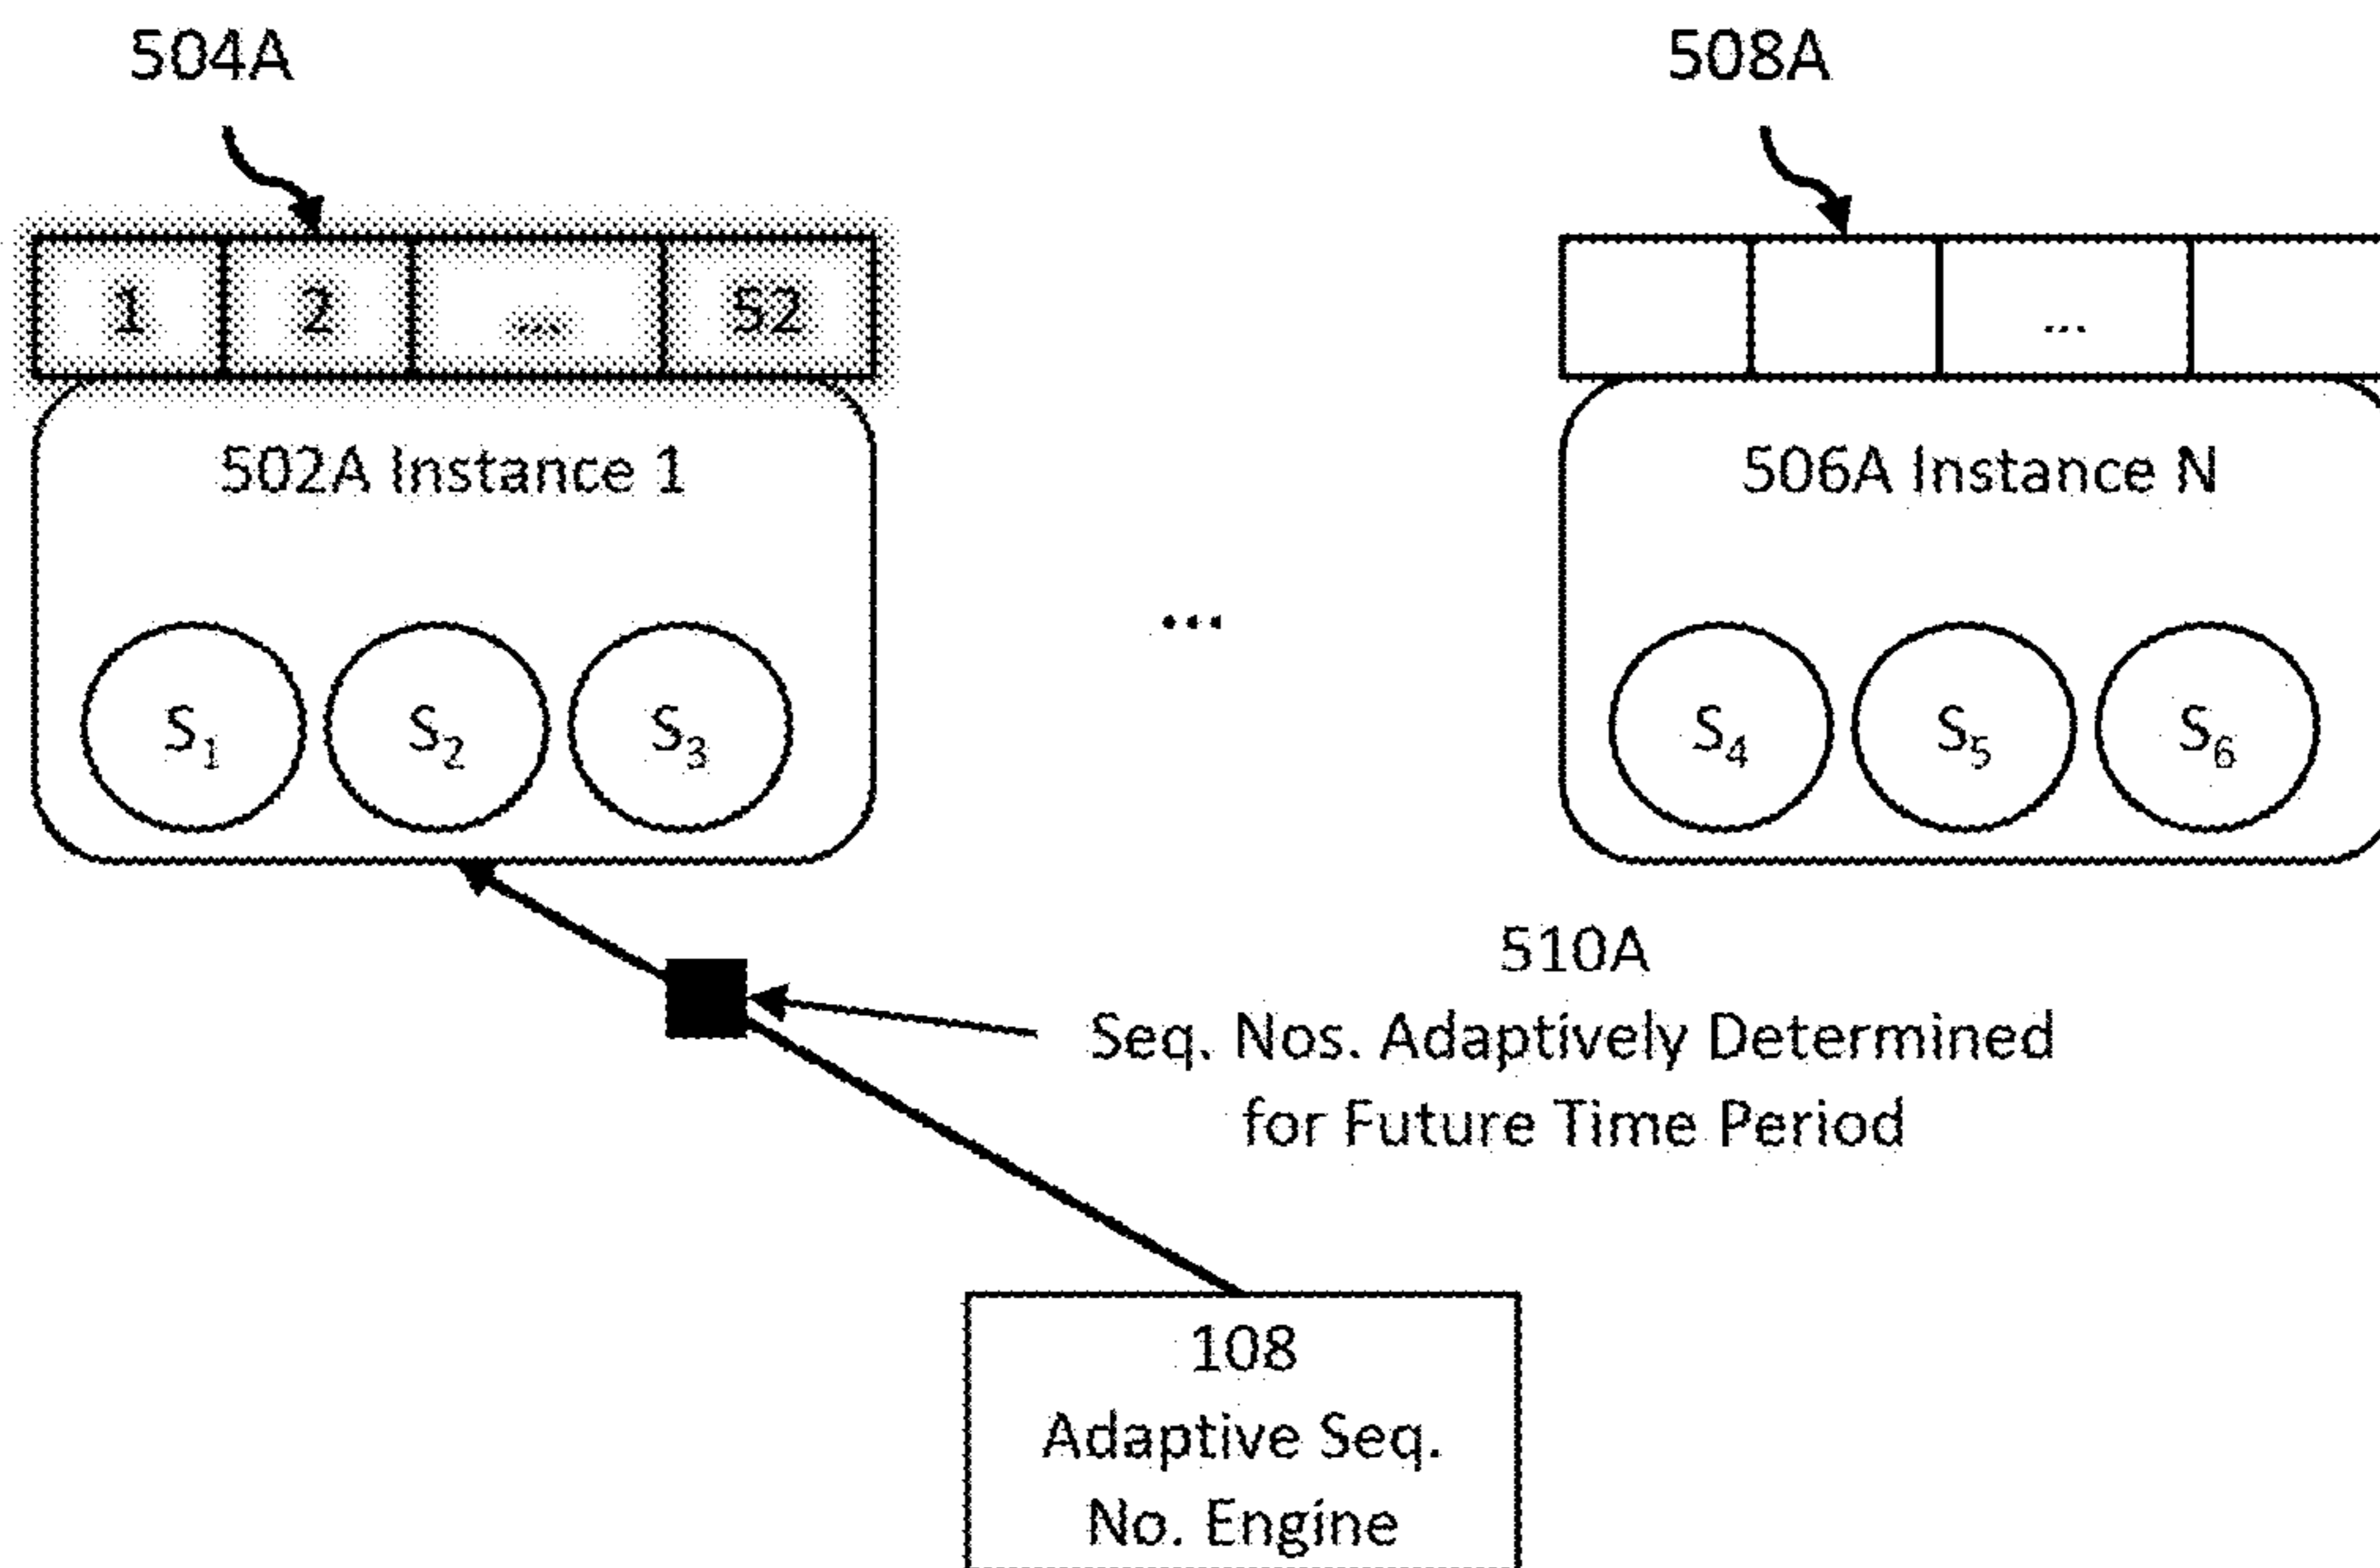 504A
508A
1 2 ... 52
...
502A Instance 1
506A Instance N
...
S1 S2 S3
S4 S5 S6
510A
Seq. Nos. Adaptively Determined
for Future Time Period
108
Adaptive Seq.
No. Engine